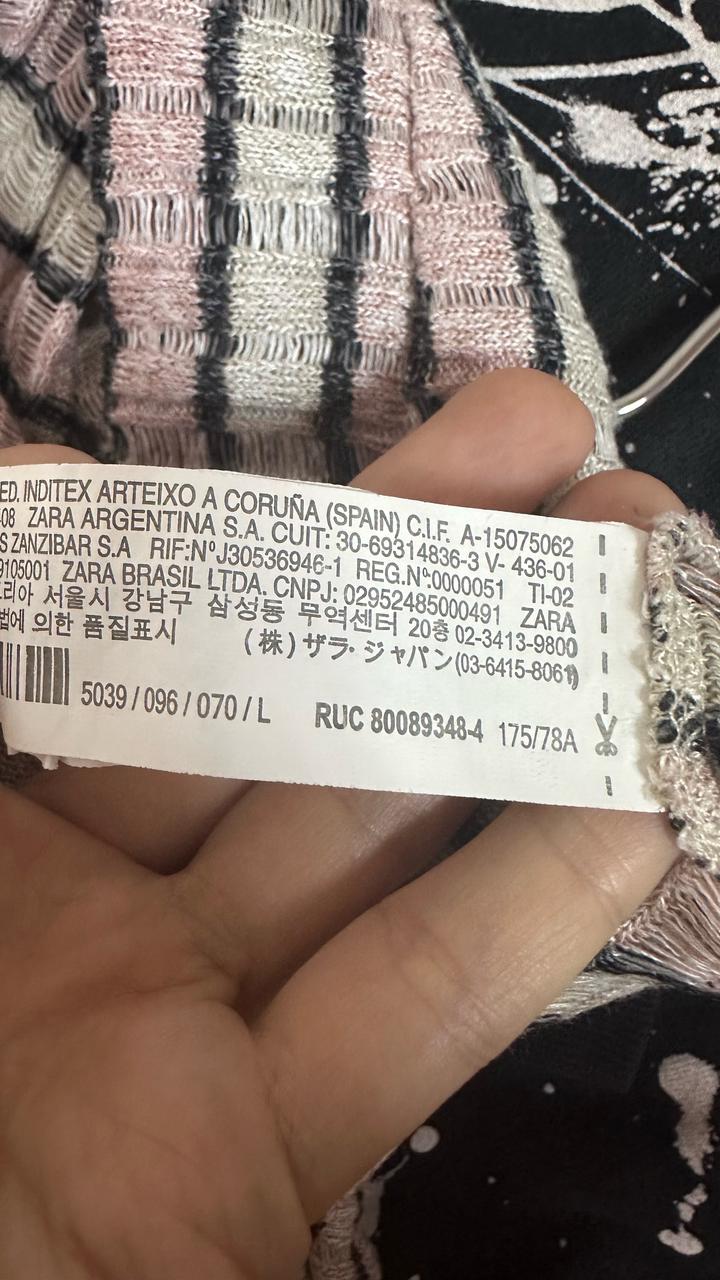 ED. INDITEX ARTEIXO A CORUÑA (SPAIN) C.I.F. A-15075062
08 ZARA ARGENTINA S.A. CUIT: 30-69314836-3 V- 436-01
S ZANZIBAR S.A RIF:NºJ30536946-1 REG.Nº:0000051 TI-02
9105001 ZARA BRASIL LTDA. CNPJ: 02952485000491 ZARA
리아 서울시 강남구 삼성동 무역센터 20층 02-3413-9800
법에 의한 품질표시 (株) ザラ・ジャパン(03-6415-8061)
5039 / 096 / 070 / L RUC 80089348-4 175/78A